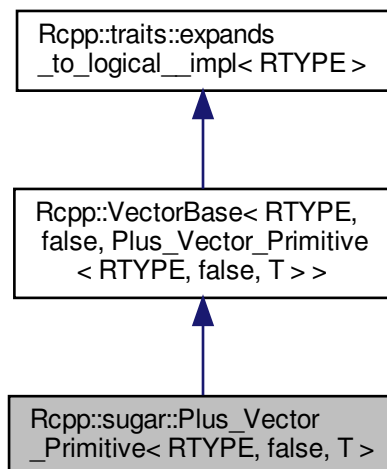 Rcpp::traits::expands
_to_logical__impl< RTYPE >
Rcpp::VectorBase< RTYPE,
false, Plus_Vector_Primitive
< RTYPE, false, T > >
Rcpp::sugar::Plus_Vector
_Primitive< RTYPE, false, T >